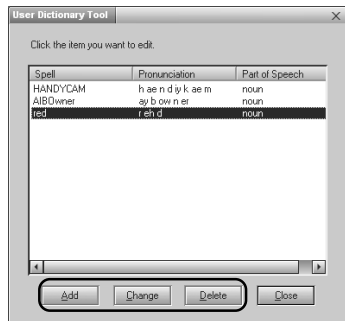 User Dictionary Tool
Click the item you want to edit.
Spell Pronunciation Part of Speech
HANDYCAM h ae n d iy k ae m noun
AIBOwner ay b ow n er noun
red r eh d noun
Add Change Delete Close